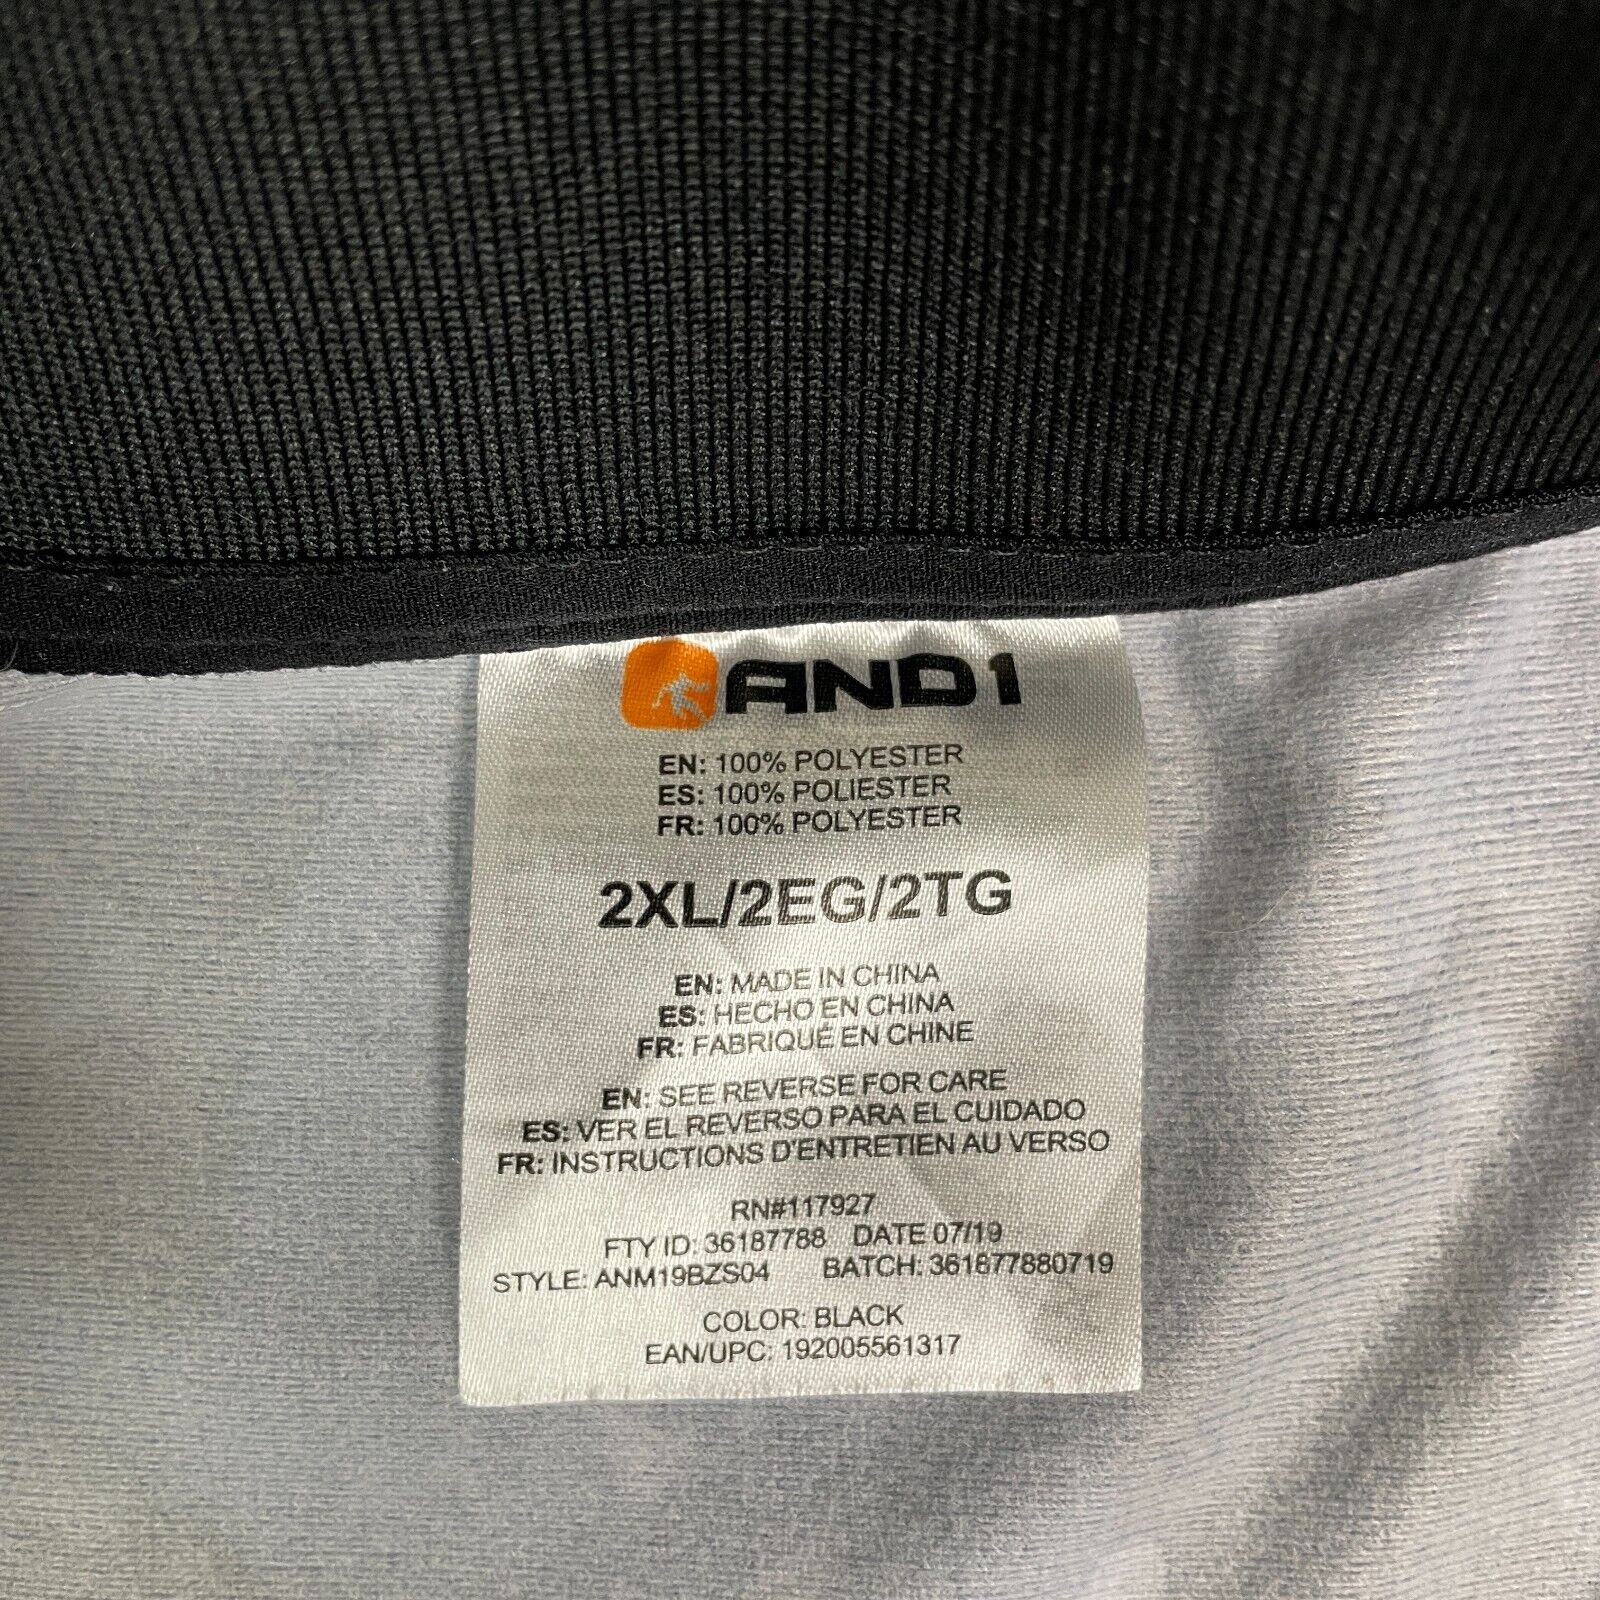 AND1
EN: 100% POLYESTER
ES: 100% POLIESTER
FR: 100% POLYESTER
2XL/2EG/2TG
EN: MADE IN CHINA
ES: HECHO EN CHINA
FR: FABRIQUÉ EN CHINE
EN: SEE REVERSE FOR CARE
ES: VER EL REVERSO PARA EL CUIDADO
FR: INSTRUCTIONS D'ENTRETIEN AU VERSO
RN#117927
FTY ID: 36187788 DATE 07/19
STYLE: ANM19BZS04 BATCH: 361877880719
COLOR: BLACK
EAN/UPC: 192005561317